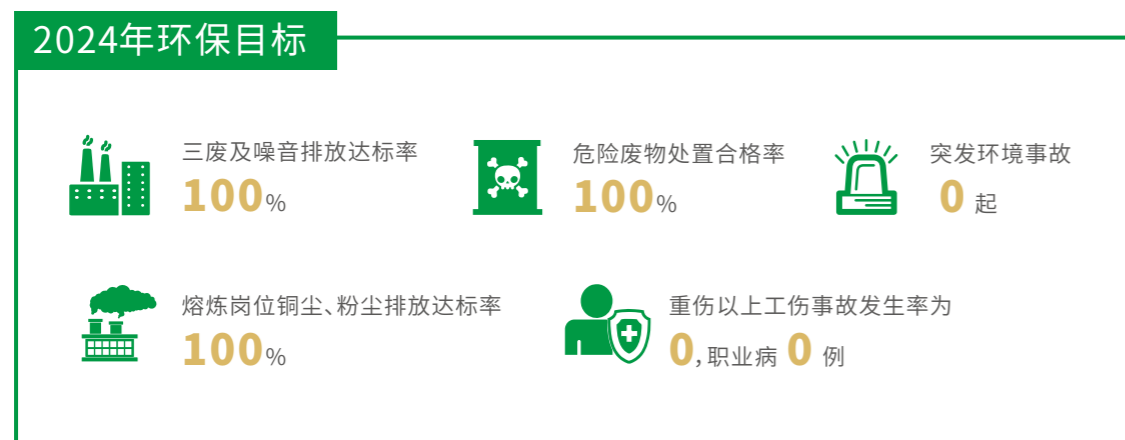 2024年环保目标
三废及噪音排放达标率
100%
危险废物处置合格率
100%
突发环境事故
0 起
熔炼岗位铜尘、粉尘排放达标率
100%
重伤以上工伤事故发生率为
0,职业病 0 例